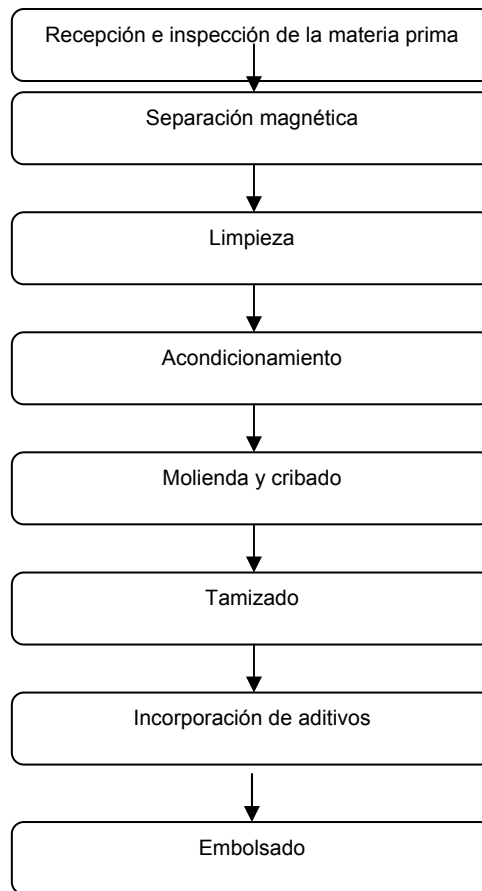 Recepción e inspección de la materia prima
Separación magnética
Limpieza
Acondicionamiento
Molienda y cribado
Tamizado
Incorporación de aditivos
Embolsado